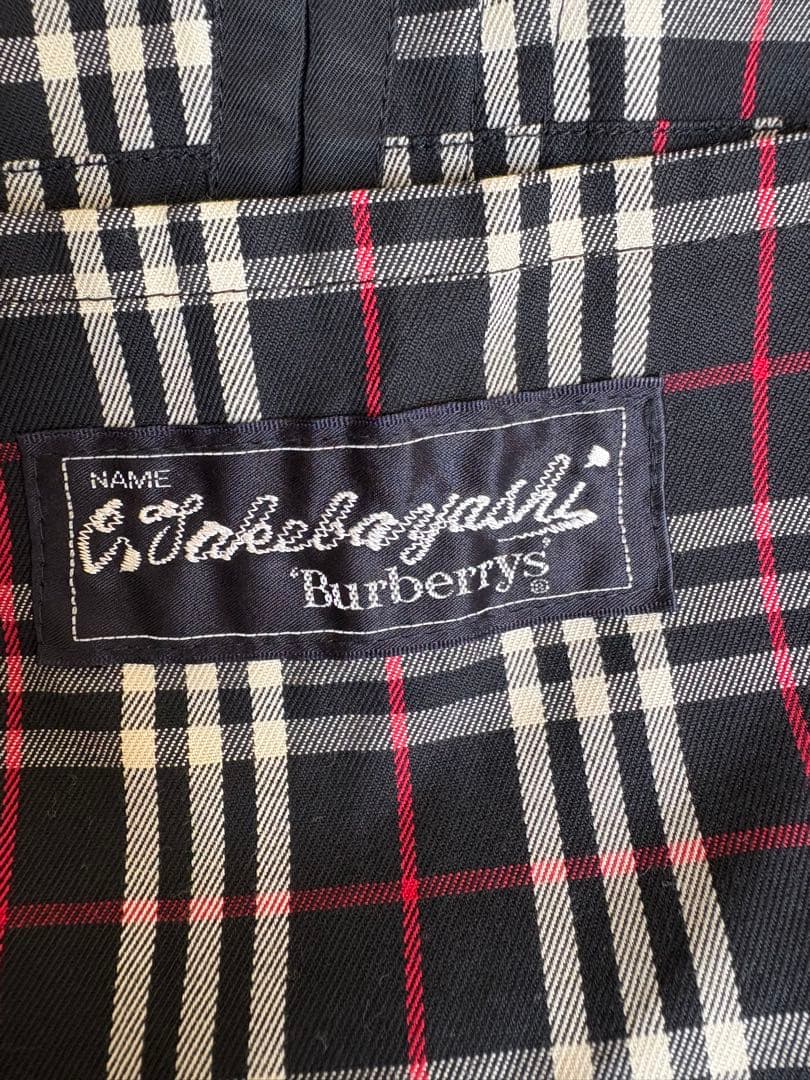 NAME
E, Takebayashi
'Burberrys' ®